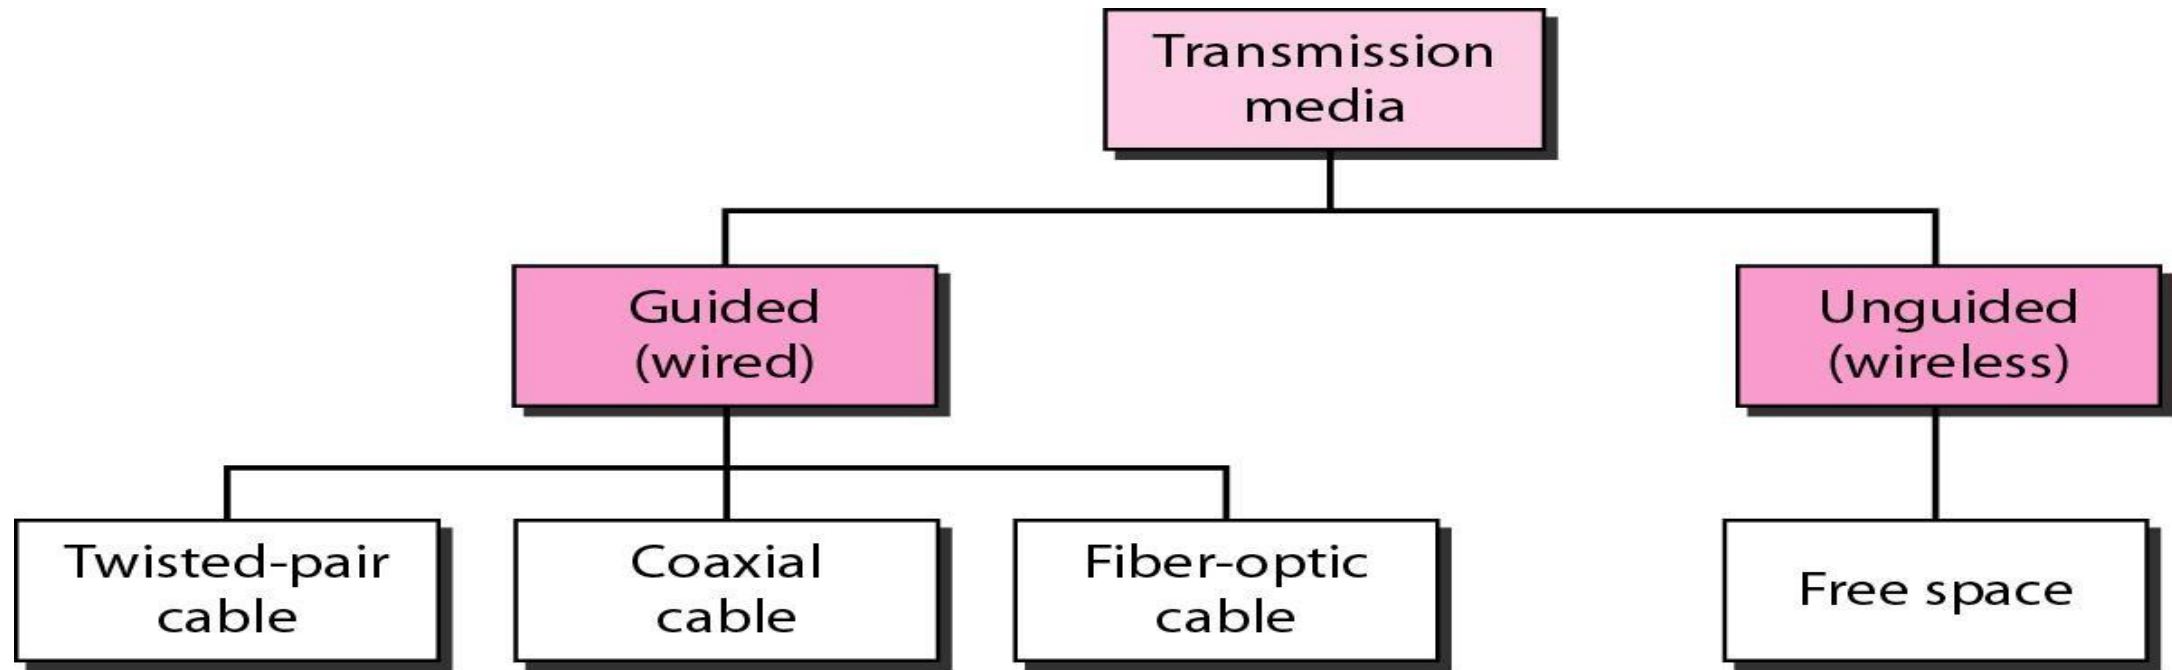 Transmission
media
Guided
(wired)
Unguided
(wireless)
Twisted-pair
cable
Coaxial
cable
Fiber-optic
cable
Free space